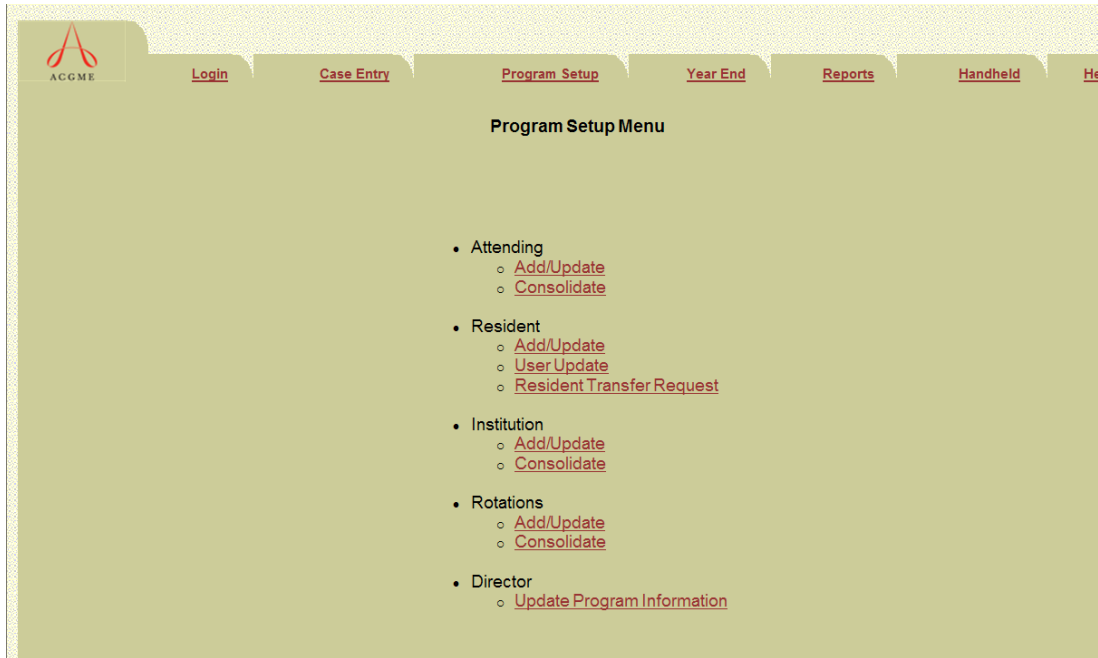 ACGME
Login Case Entry Program Setup Year End Reports Handheld
Program Setup Menu
• Attending
o Add/Update
o Consolidate
• Resident
o Add/Update
o User Update
o Resident Transfer Request
• Institution
o Add/Update
o Consolidate
• Rotations
o Add/Update
o Consolidate
• Director
o Update Program Information